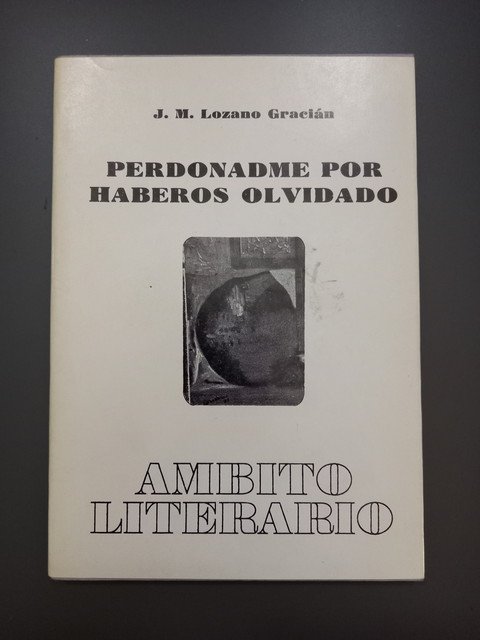 J. M. Lozano Gracián
PERDONADME POR
HABEROS OLVIDADO
AMBITO
LITERARIO